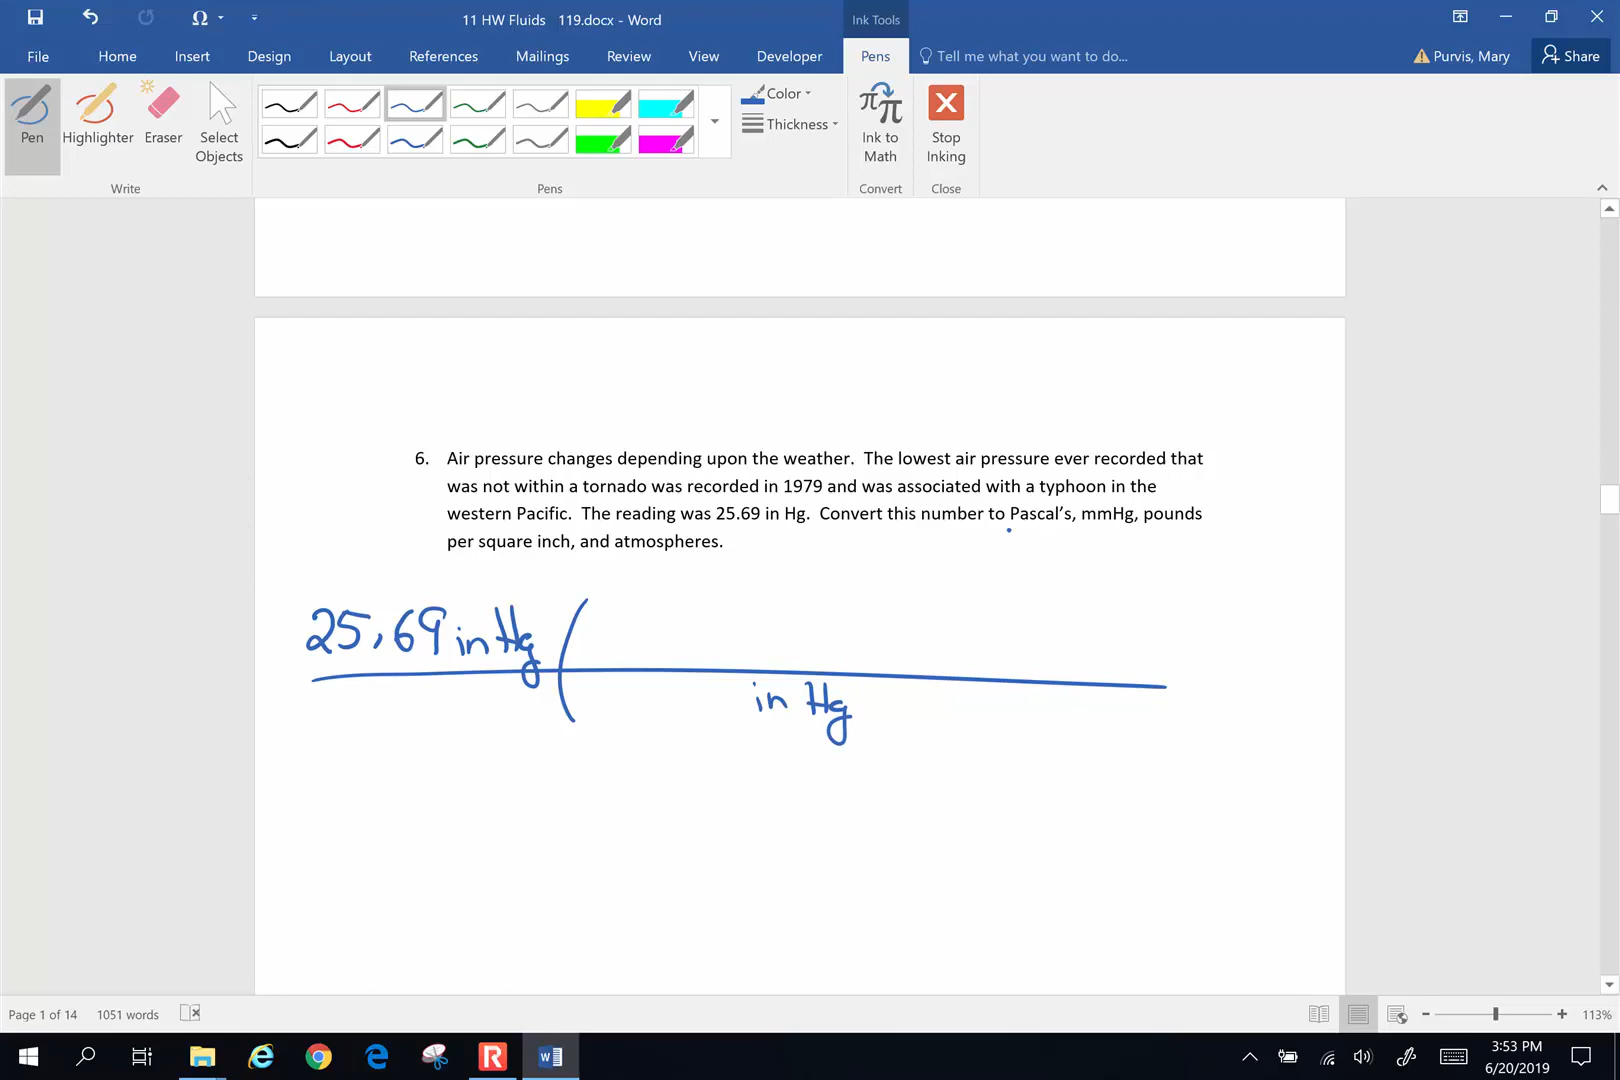 11 HW Fluids 119.docx - Word
Ink Tools
File Home Insert Design Layout References Mailings Review View Developer Pens Tell me what you want to do... Purvis, Mary Share
Pen Highlighter Eraser Select Objects
Color
Thickness
Ink to Math
Stop Inking
Write Pens Convert Close
6. Air pressure changes depending upon the weather. The lowest air pressure ever recorded that
was not within a tornado was recorded in 1979 and was associated with a typhoon in the
western Pacific. The reading was 25.69 in Hg. Convert this number to Pascal's, mmHg, pounds
per square inch, and atmospheres.
25.69 in Hg
in Hg
Page 1 of 14 1051 words 113%
3:53 PM
6/20/2019